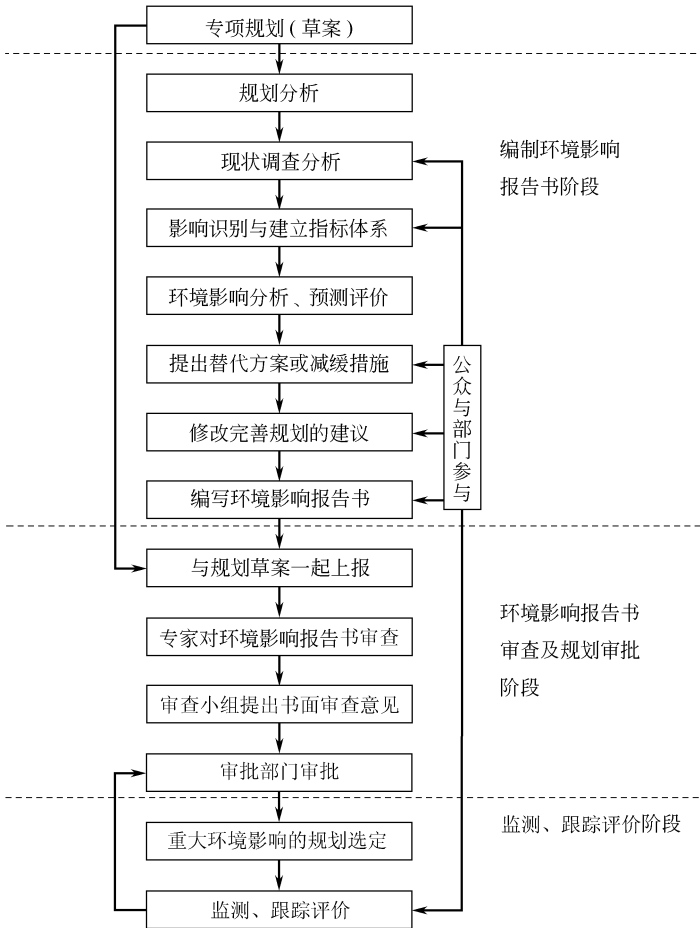 专项规划(草案)
规划分析
现状调查分析
影响识别与建立指标体系
环境影响分析、预测评价
提出替代方案或减缓措施
修改完善规划的建议
编写环境影响报告书
与规划草案一起上报
专家对环境影响报告书审查
审查小组提出书面审查意见
审批部门审批
重大环境影响的规划选定
监测、跟踪评价
公众与部门参与
编制环境影响
报告书阶段
环境影响报告书
审查及规划审批
阶段
监测、跟踪评价阶段